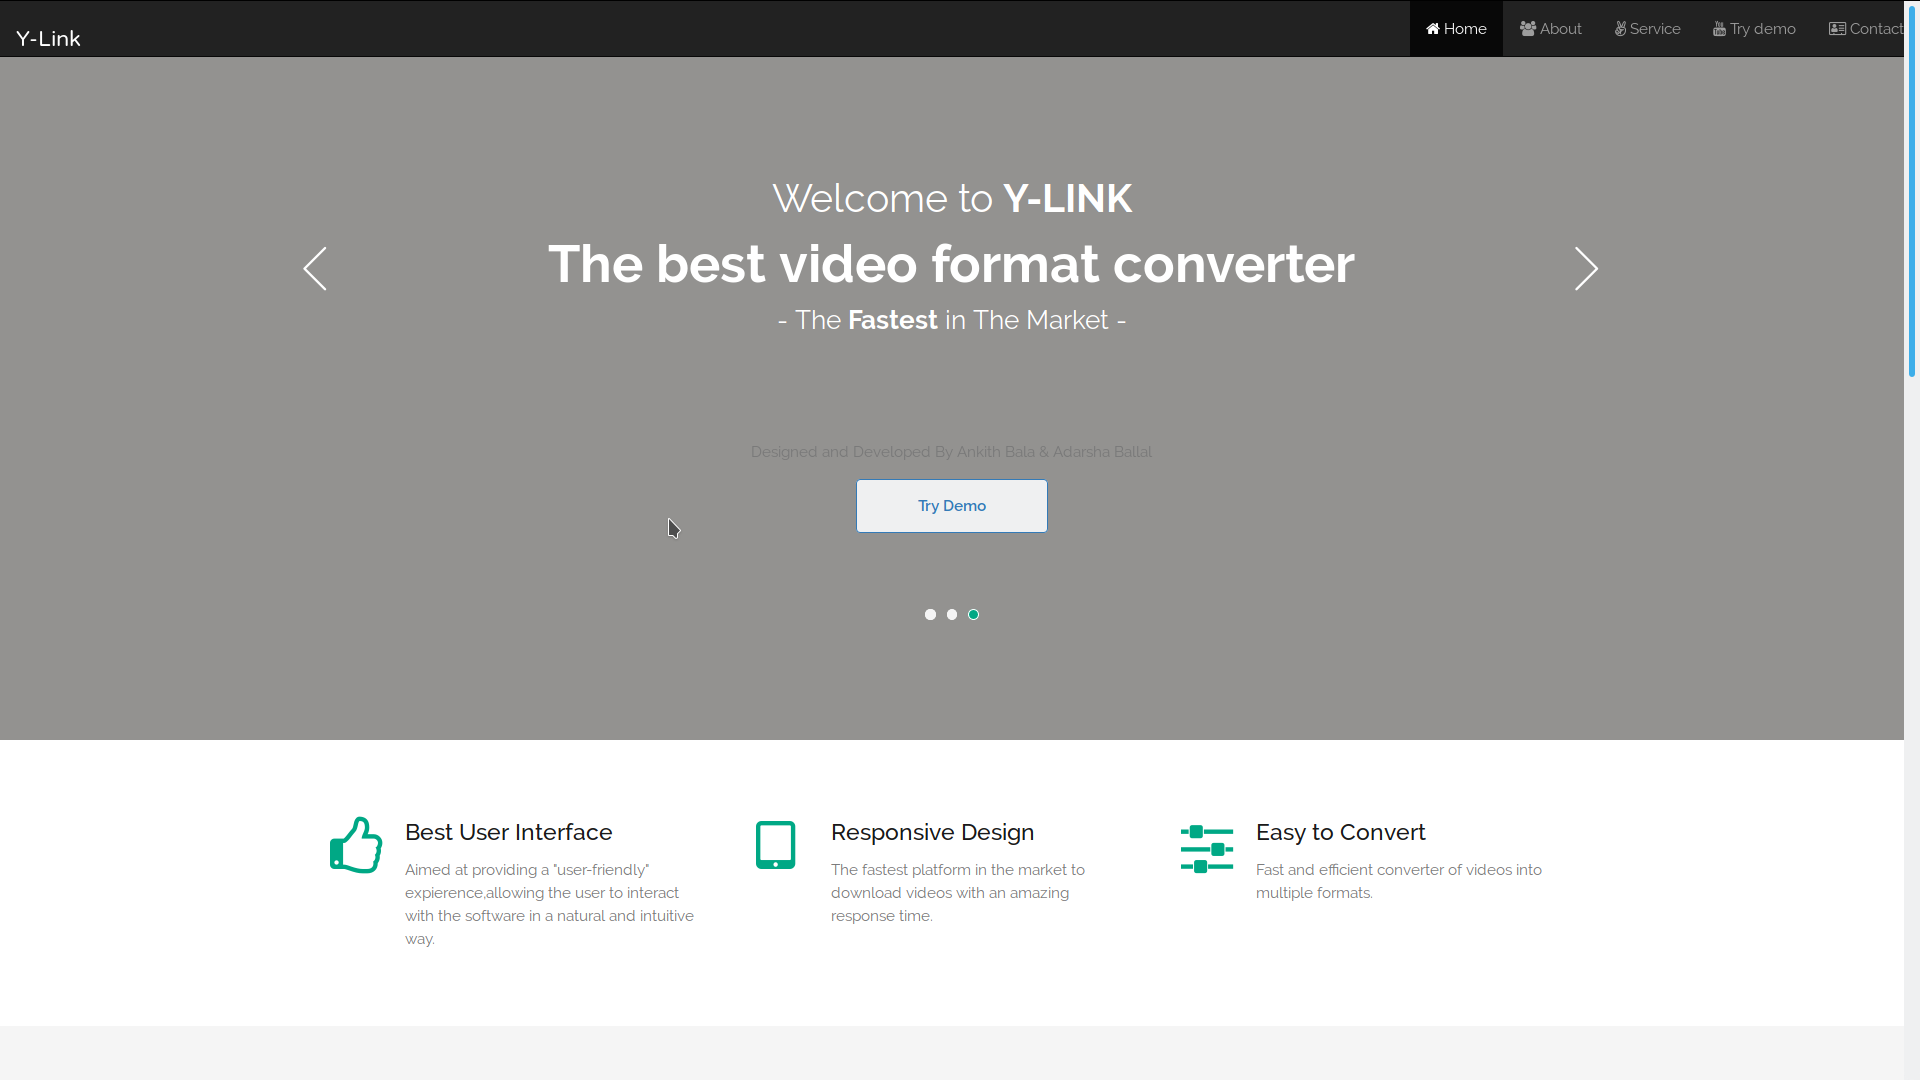 Y-Link
Home About Service Try demo Contact
Welcome to Y-LINK
The best video format converter
- The Fastest in The Market -
Designed and Developed By Ankith Bala & Adarsha Ballal
Try Demo
Best User Interface
Aimed at providing a "user-friendly"
expierence,allowing the user to interact
with the software in a natural and intuitive
way.
Responsive Design
The fastest platform in the market to
download videos with an amazing
response time.
Easy to Convert
Fast and efficient converter of videos into
multiple formats.